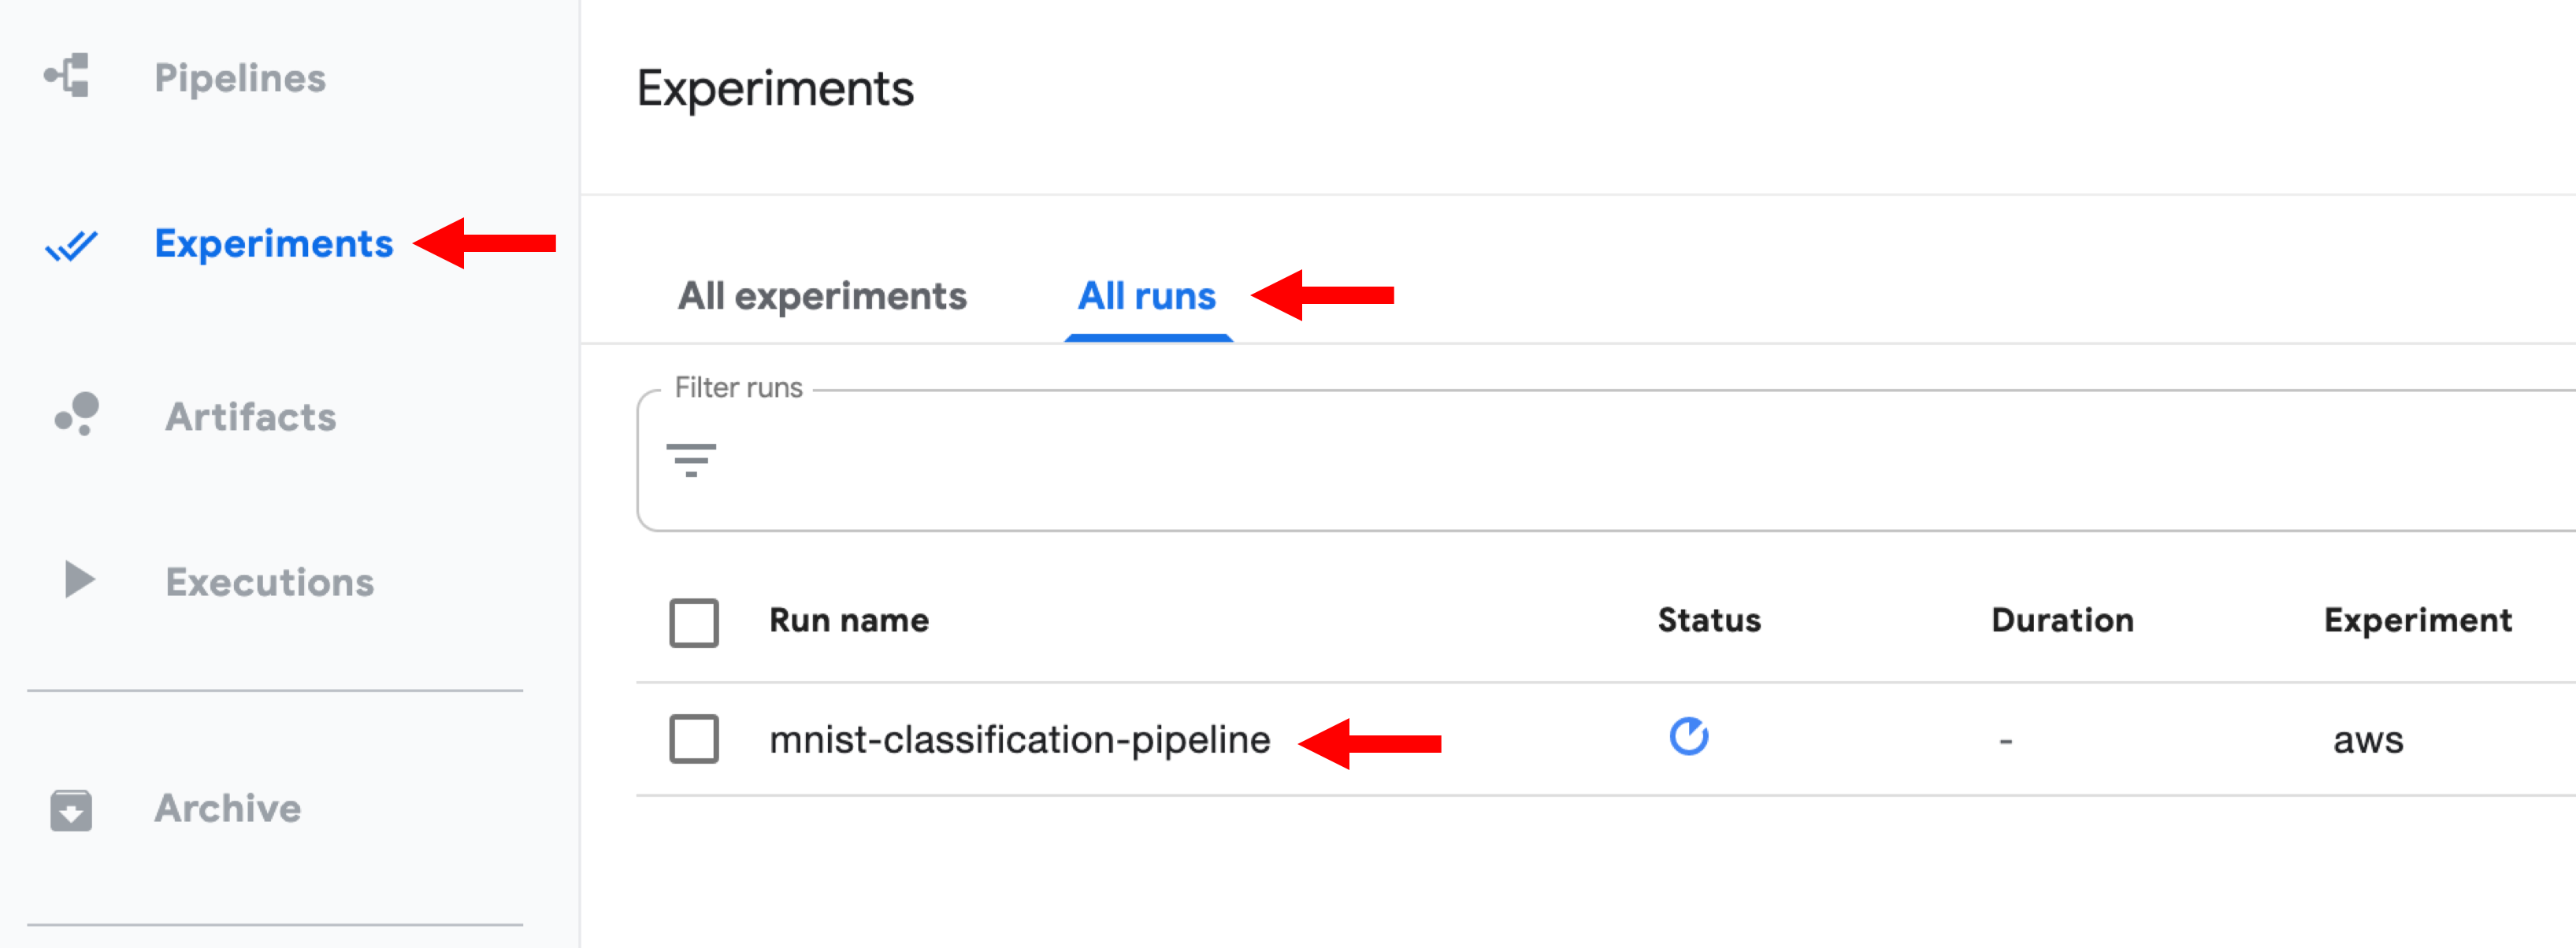 Pipelines
Experiments
Artifacts
Executions
Archive
Experiments
All experiments All runs
Filter runs
Run name Status Duration Experiment
mnist-classification-pipeline - aws